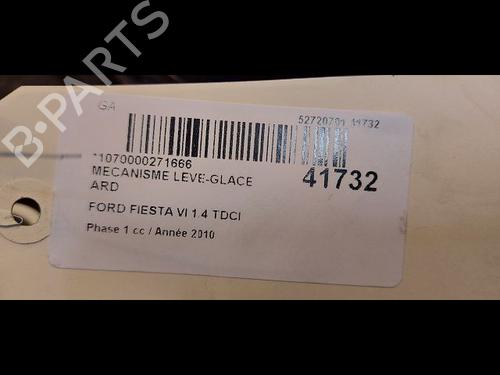 GA
52720701 41732
*1070000271666
MECANISME LEVE-GLACE
ARD
41732
FORD FIESTA VI 1.4 TDCI
Phase 1 cc / Année 2010
B-PARTS